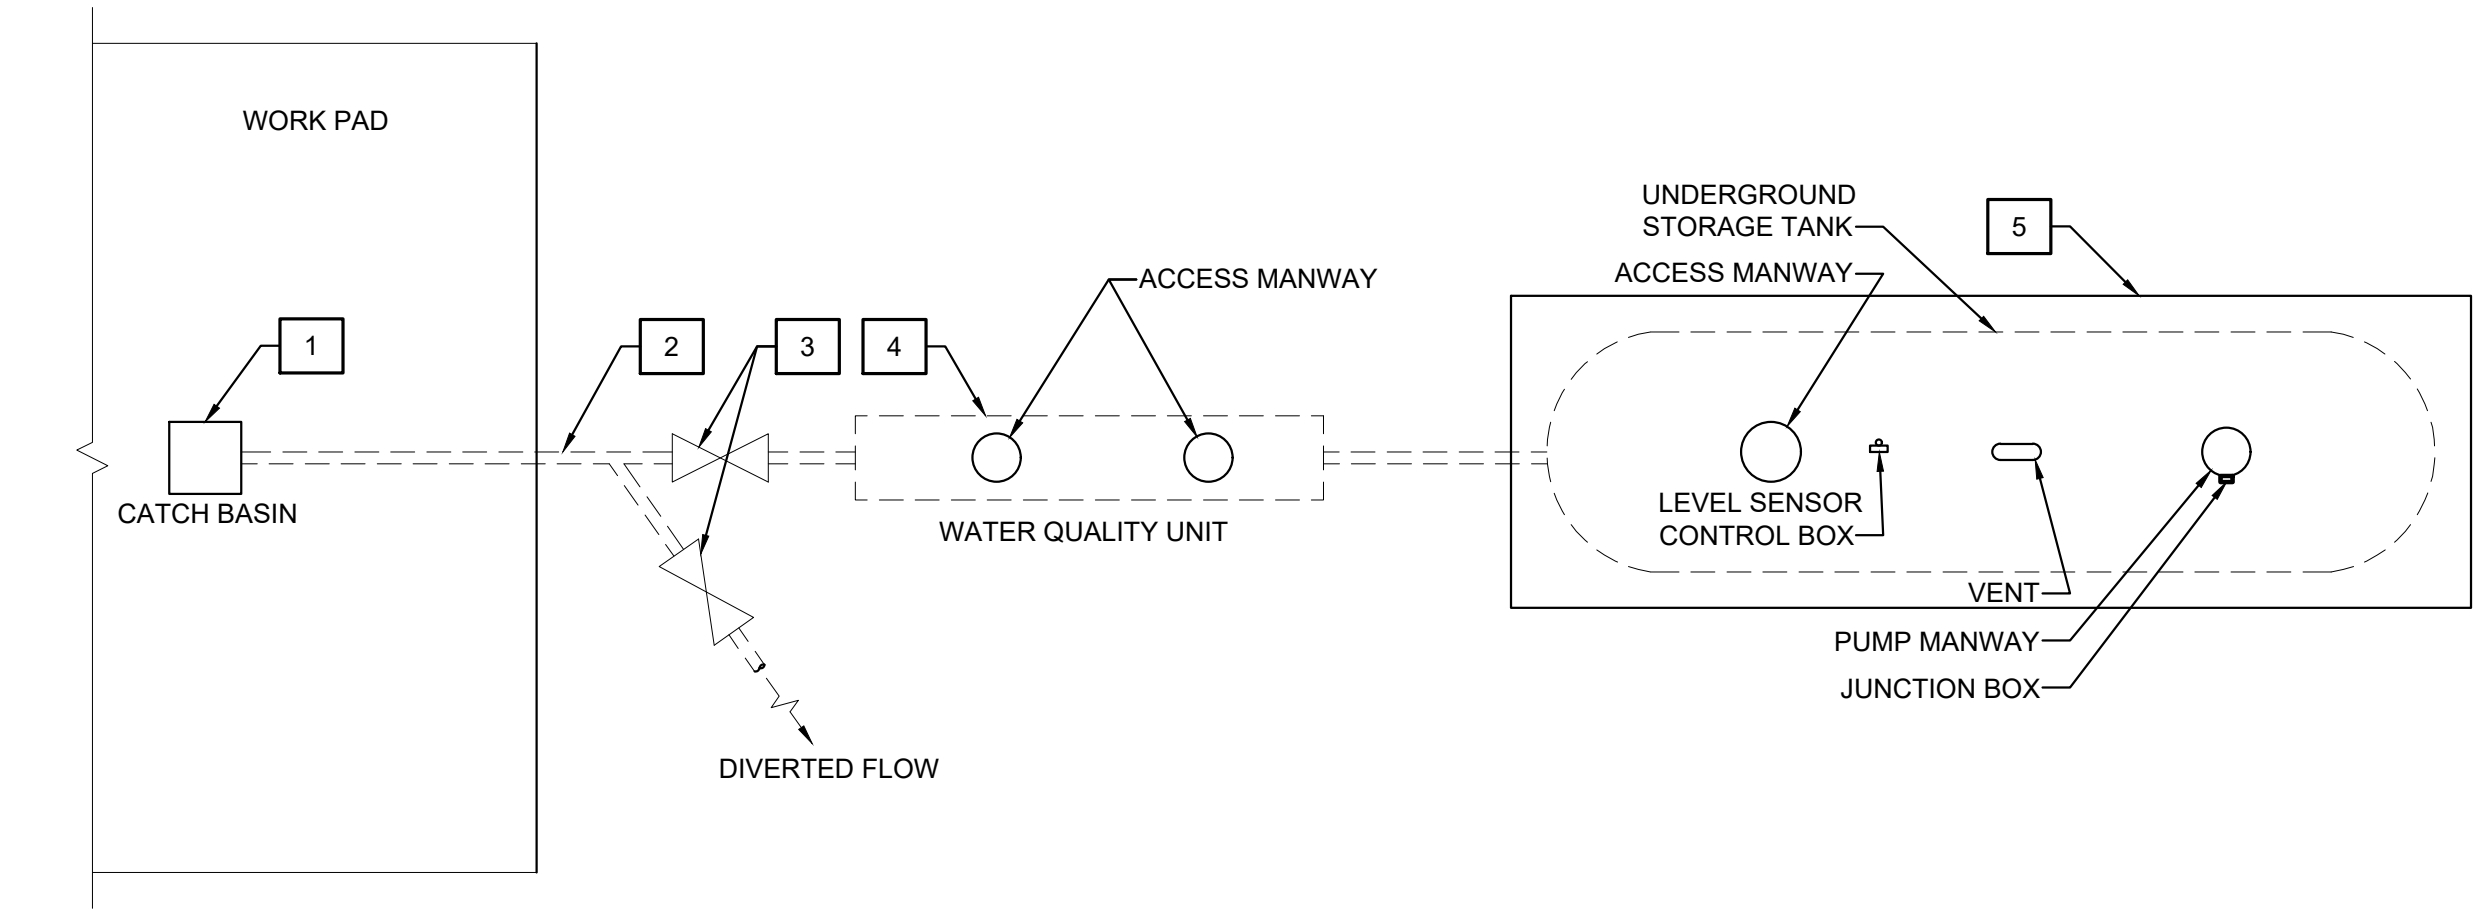 WORK PAD
UNDERGROUND
STORAGE TANK
5
ACCESS MANWAY
ACCESS MANWAY
1
2
3
4
CATCH BASIN
WATER QUALITY UNIT
LEVEL SENSOR
CONTROL BOX
VENT
PUMP MANWAY
JUNCTION BOX
DIVERTED FLOW